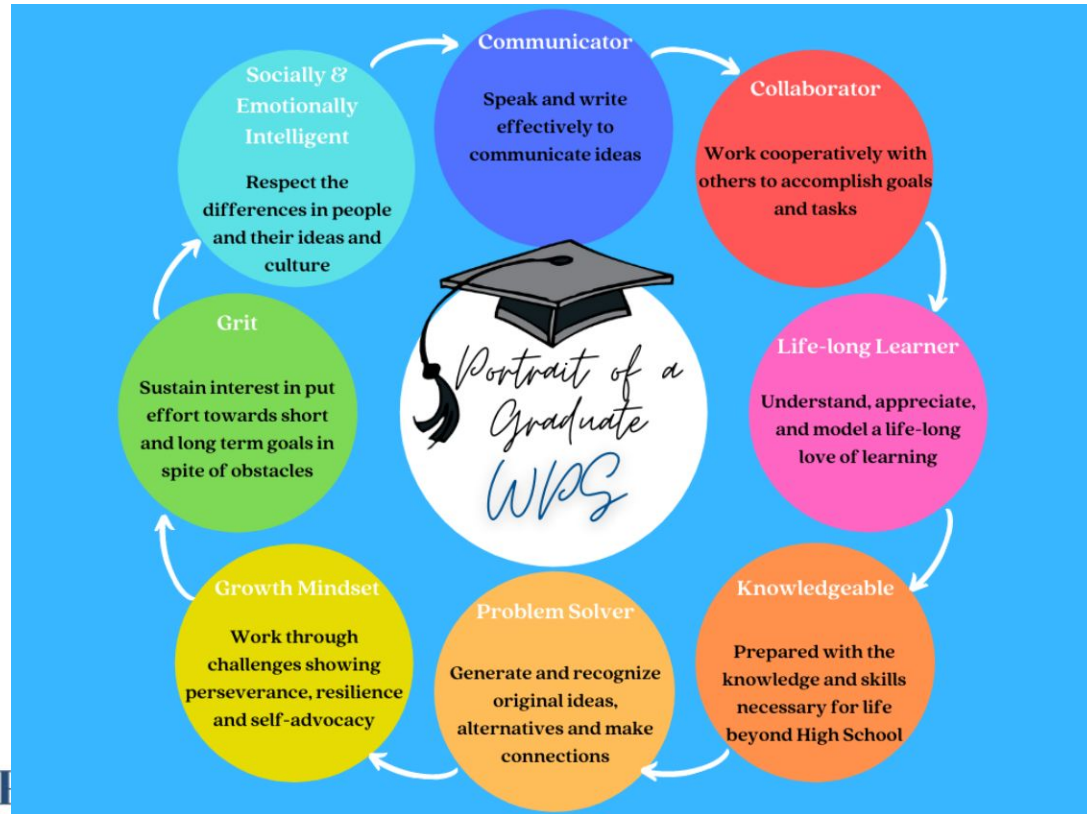 Communicator
Speak and write
effectively to
communicate ideas
Collaborator
Work cooperatively with
others to accomplish goals
and tasks
Life-long Learner
Understand, appreciate,
and model a life-long
love of learning
Knowledgeable
Prepared with the
knowledge and skills
necessary for life
beyond High School
Problem Solver
Generate and recognize
original ideas,
alternatives and make
connections
Growth Mindset
Work through
challenges showing
perseverance, resilience
and self-advocacy
Grit
Sustain interest in put
effort towards short
and long term goals in
spite of obstacles
Socially &
Emotionally
Intelligent
Respect the
differences in people
and their ideas and
culture
Portrait of a
Graduate
WPS